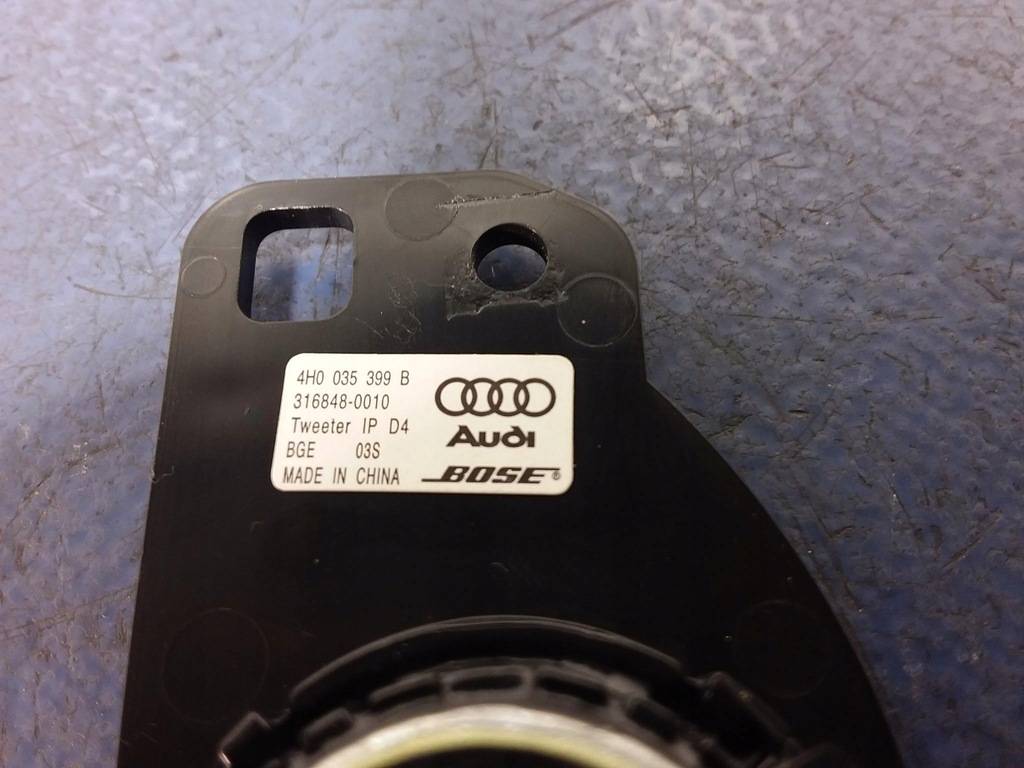 4H0 035 399 B
316848-0010
Tweeter IP D4
BGE 03S
MADE IN CHINA
Audi
BOSE®